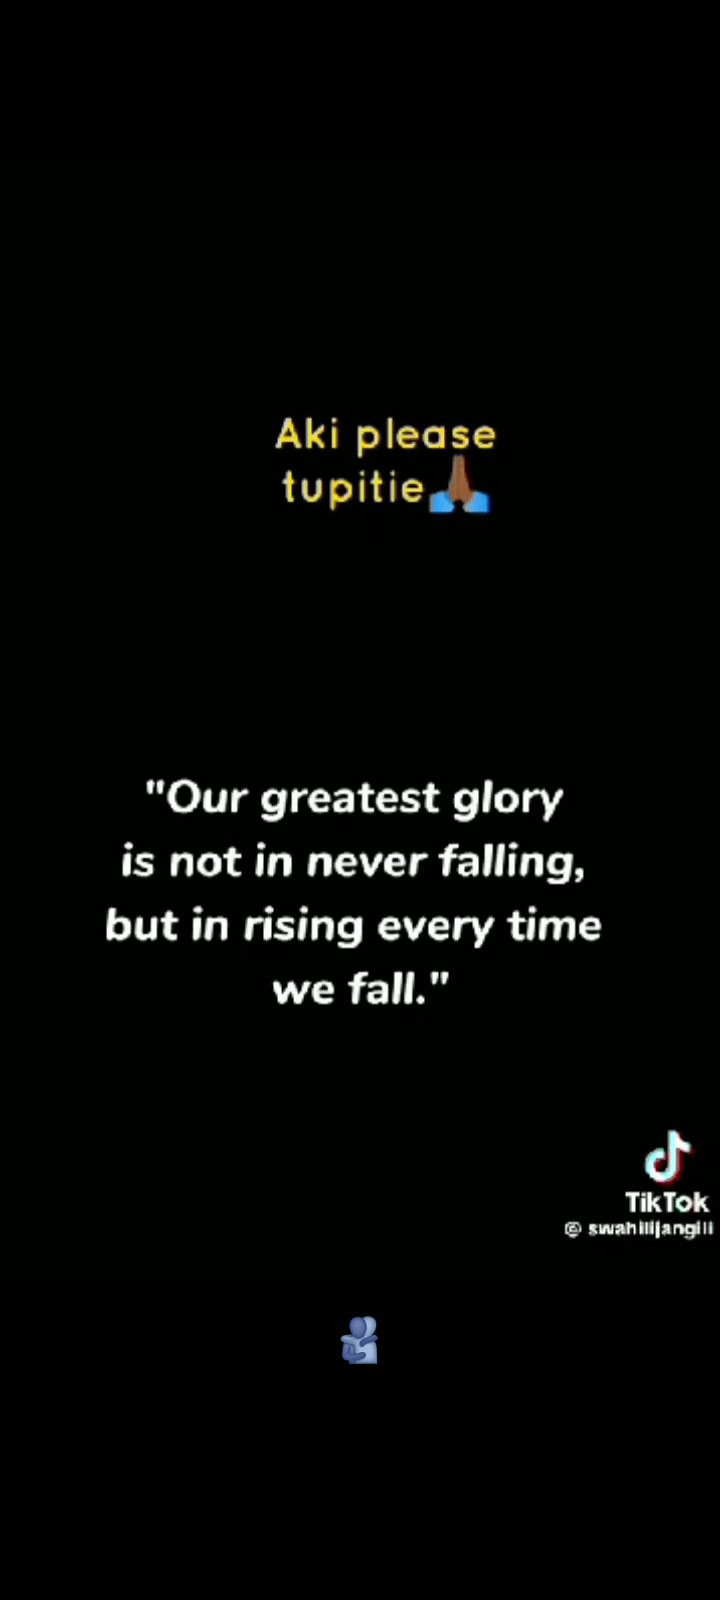 Aki please
tupitie🙏🏾
"Our greatest glory
is not in never falling,
but in rising every time
we fall."
TikTok
@ swahilijangili